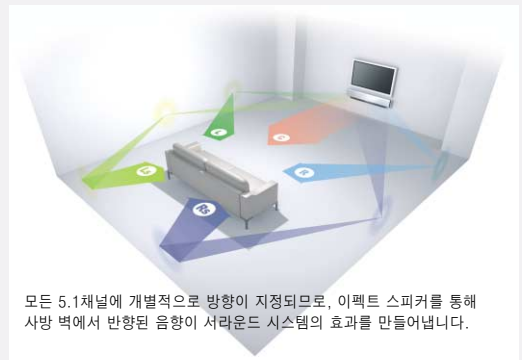 L
C
R
Ls
Rs
모든 5.1채널에 개별적으로 방향이 지정되므로, 이펙트 스피커를 통해
사방 벽에서 반향된 음향이 서라운드 시스템의 효과를 만들어냅니다.